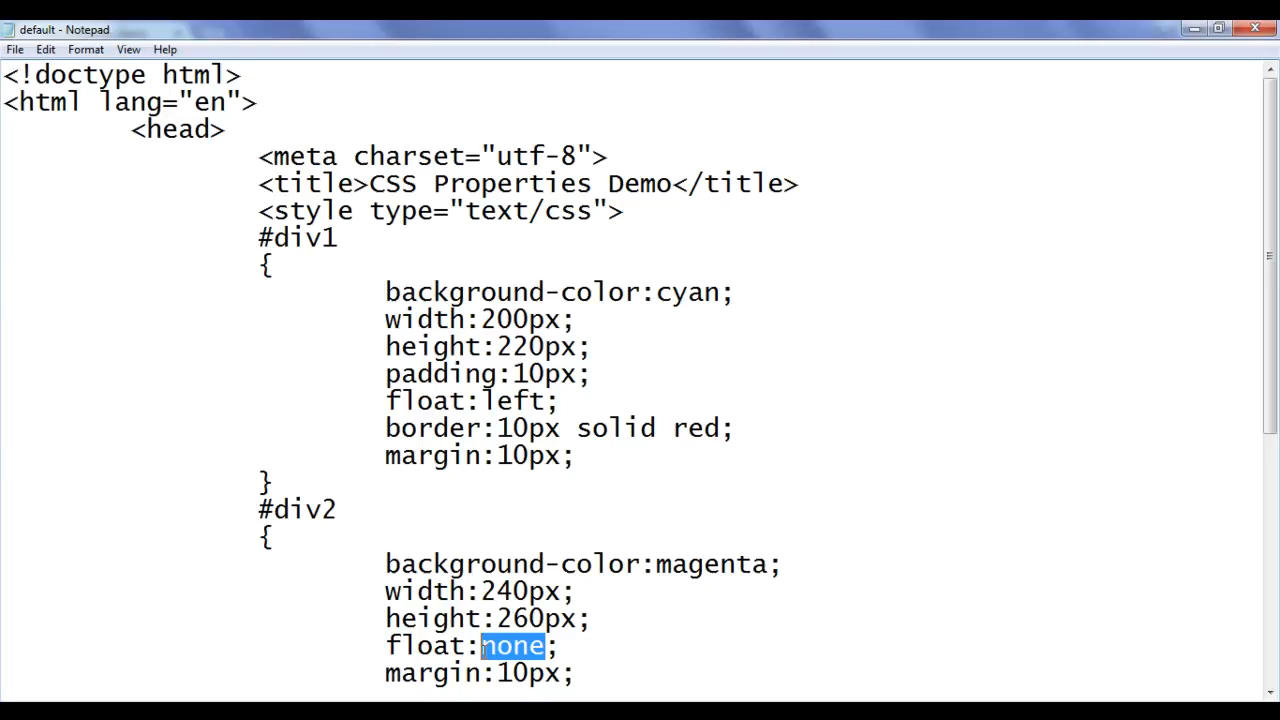 default - Notepad
File Edit Format View Help
<!doctype html>
<html lang="en">
<head>
<meta charset="utf-8">
<title>CSS Properties Demo</title>
<style type="text/css">
#div1
{
background-color:cyan;
width:200px;
height:220px;
padding:10px;
float:left;
border:10px solid red;
margin:10px;
}
#div2
{
background-color:magenta;
width:240px;
height:260px;
float:none;
margin:10px;